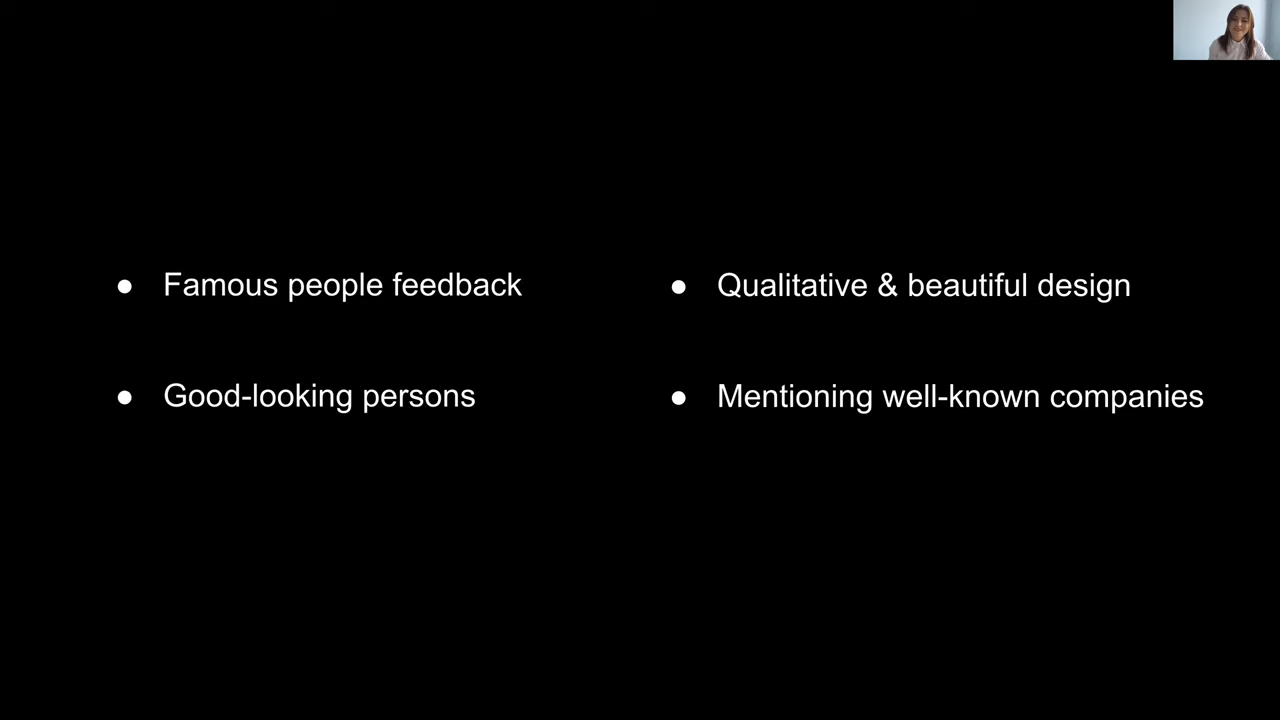 Famous people feedback
Good-looking persons
Qualitative & beautiful design
Mentioning well-known companies